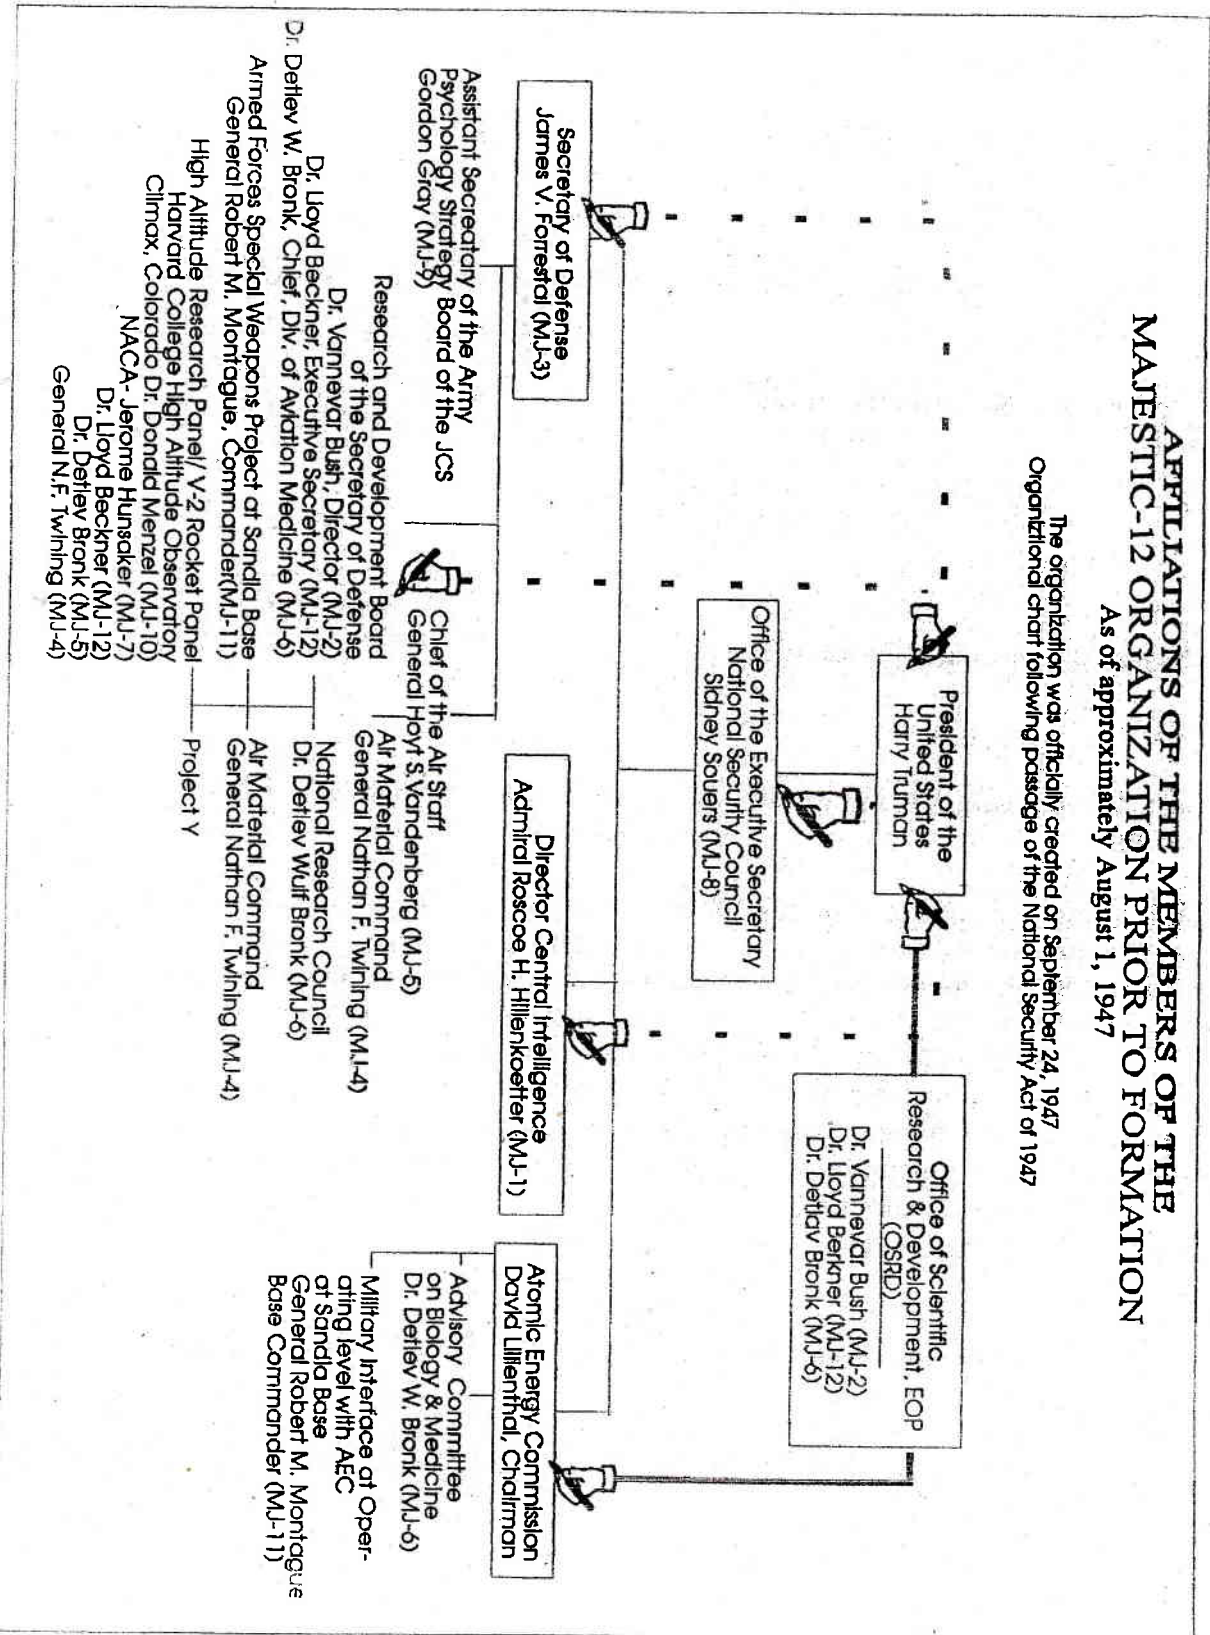 AFFILIATIONS OF THE MEMBERS OF THE
MAJESTIC-12 ORGANIZATION PRIOR TO FORMATION
As of approximately August 1, 1947
The organization was officially created on September 24, 1947
Organiztional chart following passage of the National Security Act of 1947
President of the
United States
Harry Truman
Office of Scientific
Research & Development, EOP
(OSRD)
Dr. Vannevar Bush (MJ-2)
Dr. Lloyd Berkner (MJ-12)
Dr. Detlav Bronk (MJ-6)
Office of the Executive Secretary
National Security Council
Sidney Souers (MJ-8)
Secretary of Defense
James V. Forrestal (MJ-3)
Director Central Intelligence
Admiral Roscoe H. Hillenkoetter (MJ-1)
Atomic Energy Commission
David Lilienthal, Chairman
Assistant Secreatary of the Army
Psychology Strategy Board of the JCS
Gordon Gray (MJ-9)
Chief of the Air Staff
General Hoyt S. Vandenberg (MJ-5)
Air Material Command
General Nathan F. Twining (MJ-4)
Advisory Committee
on Biology & Medicine
Dr. Detlev W. Bronk (MJ-6)
Military Interface at Oper-
ating level with AEC
at Sandia Base
General Robert M. Montague
Base Commander (MJ-11)
Research and Development Board
of the Secretary of Defense
Dr. Vannevar Bush, Director (MJ-2)
Dr. Lloyd Beckner, Executive Secretary (MJ-12)
Dr. Detlev W. Bronk, Chief, Div. of Aviation Medicine (MJ-6)
Armed Forces Special Weapons Project at Sandia Base
General Robert M. Montague, Commander(MJ-11)
High Altitude Research Panel/ V-2 Rocket Panel
Harvard College High Altitude Observatory
Climax, Colorado Dr. Donald Menzel (MJ-10)
NACA- Jerome Hunsaker (MJ-7)
Dr. Lloyd Beckner (MJ-12)
Dr. Detlev Bronk (MJ-5)
General N.F. Twining (MJ-4)
National Research Council
Dr. Detlev Wulf Bronk (MJ-6)
Air Material Command
General Nathan F. Twining (MJ-4)
Project Y